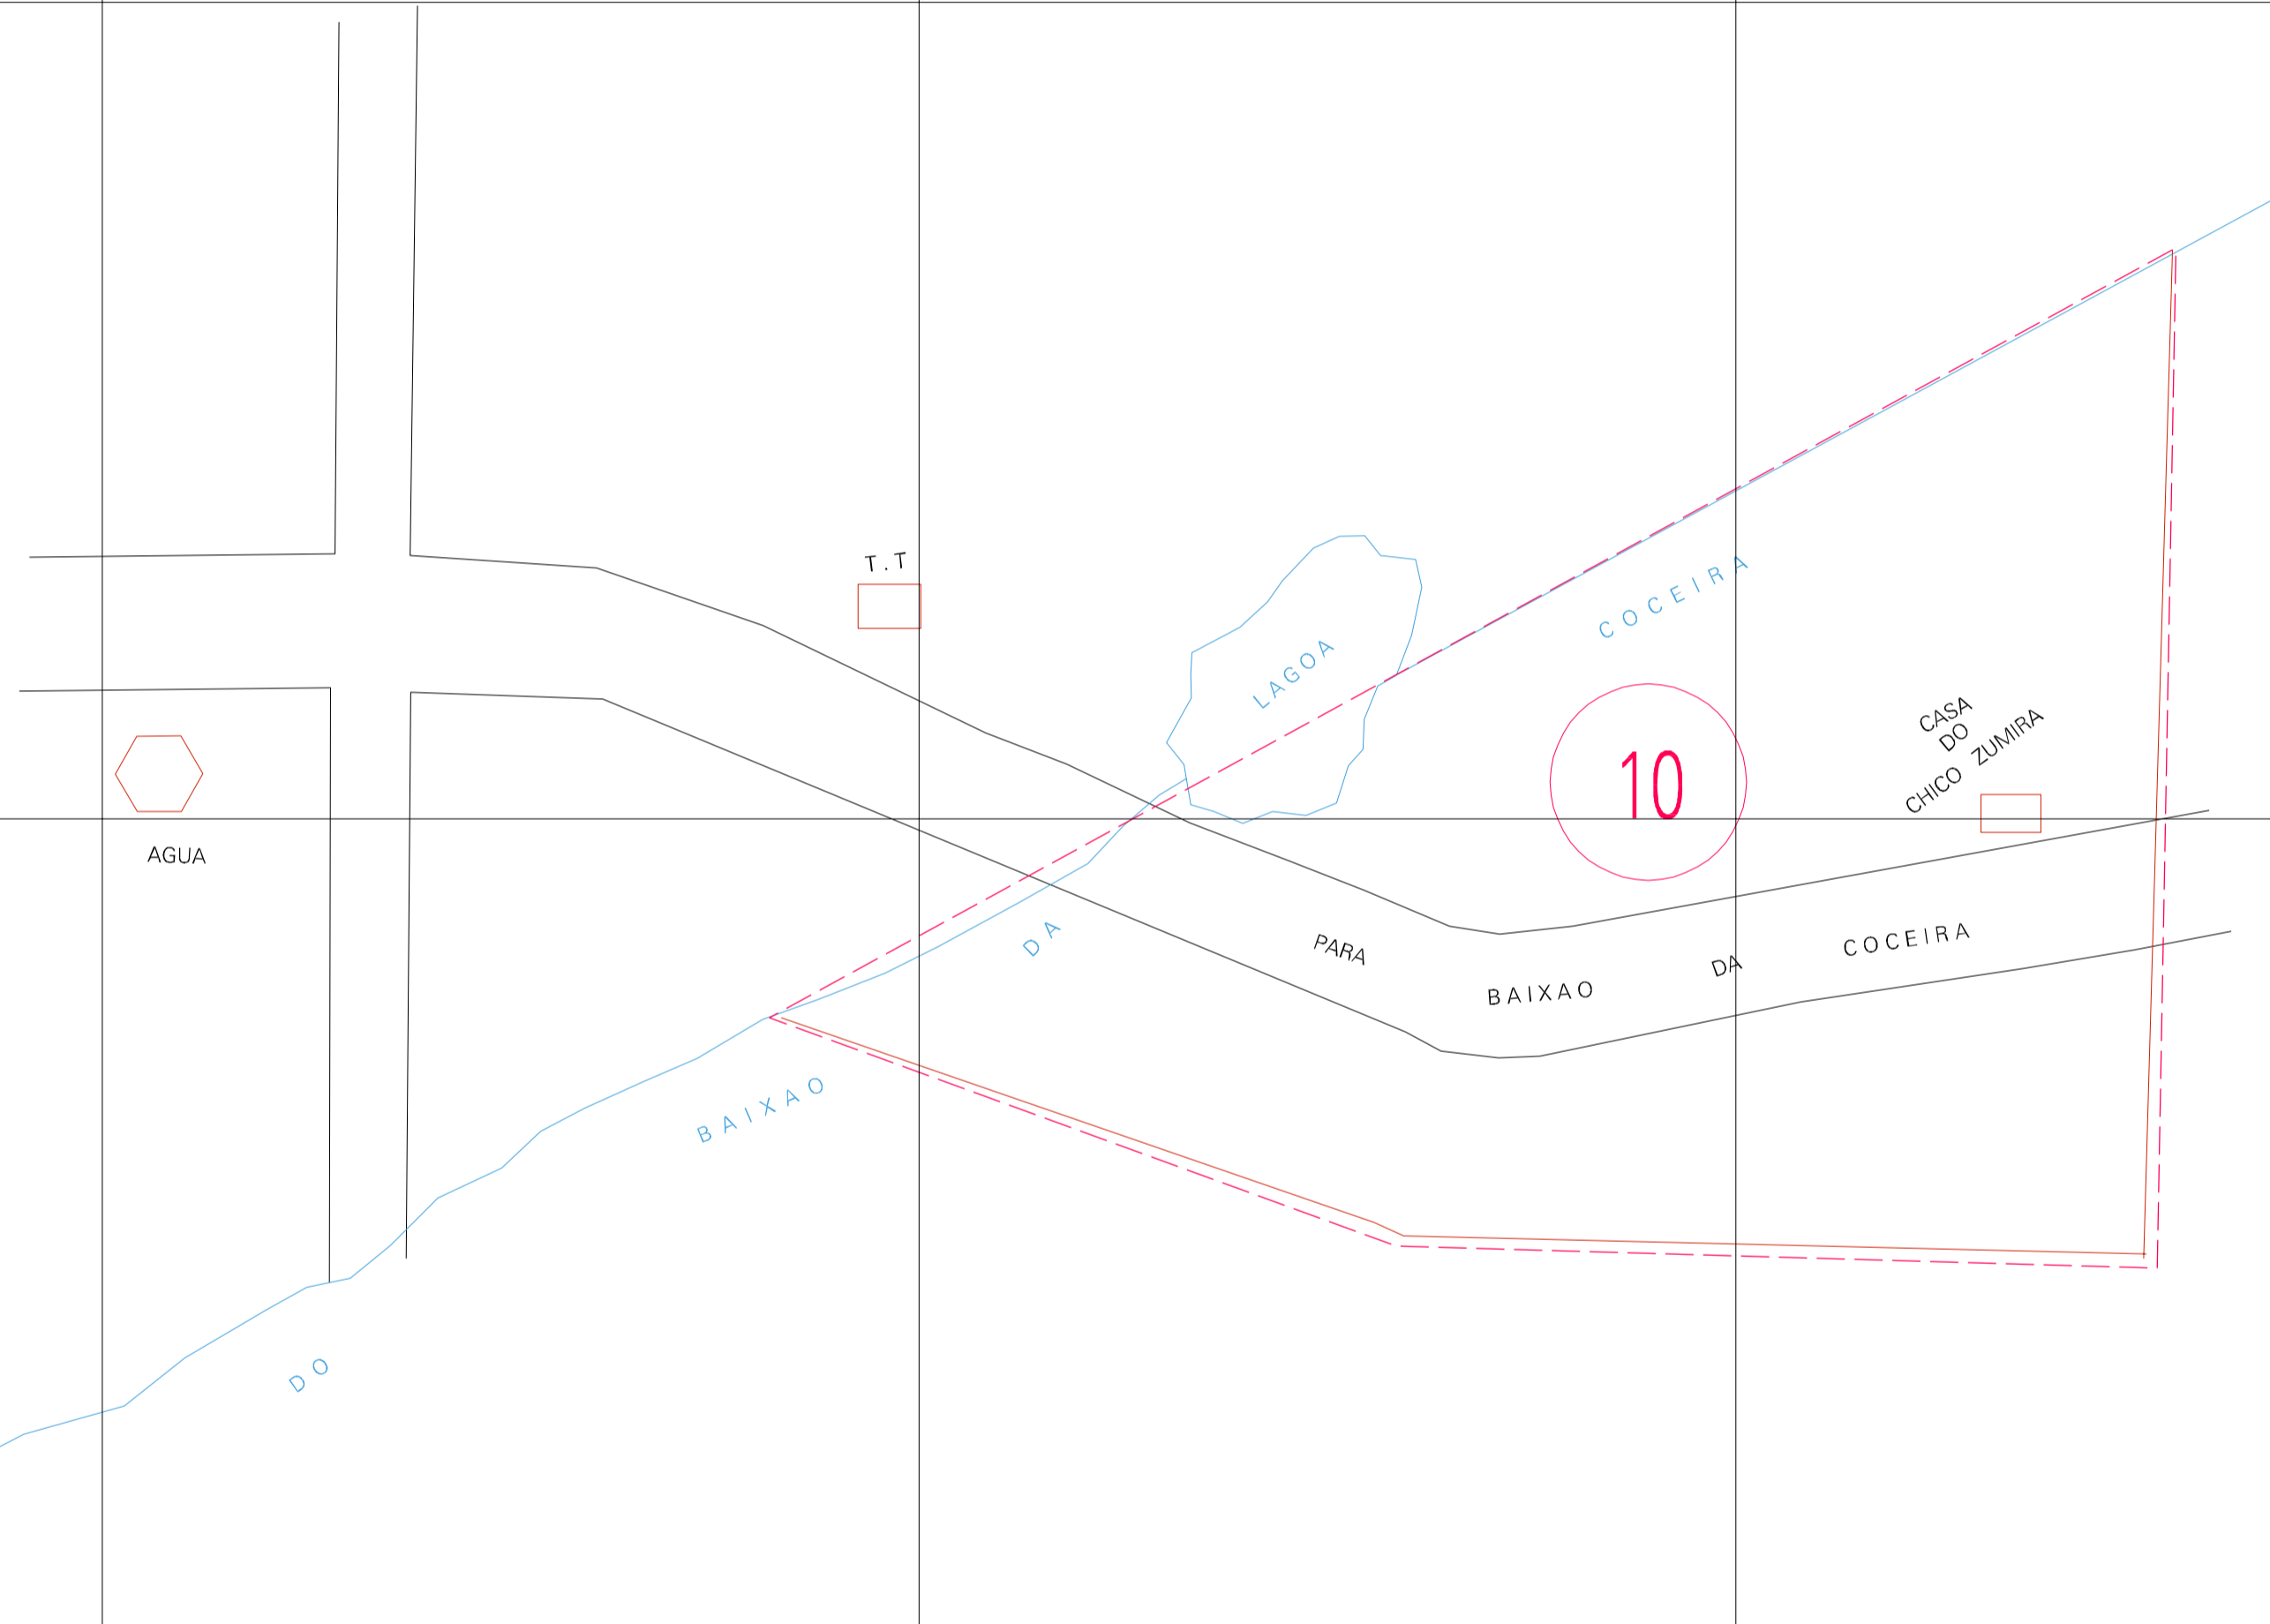 T.T
LAGOA
COCEIRA
10
CASA
DO
CHICO ZUMIRA
AGUA
PARA BAIXAO DA COCEIRA
DO BAIXAO DA